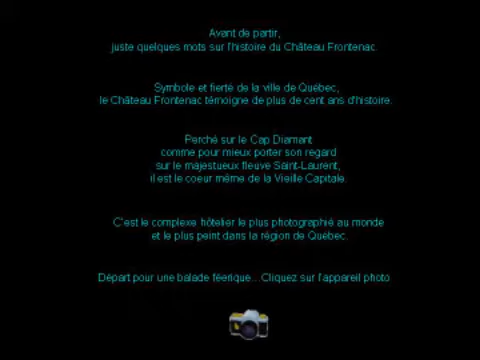 Avant de partir,
juste quelques mots sur l'histoire du Château Frontenac.
Symbole et fierté de la ville de Québec,
le Château Frontenac témoigne de plus de cent ans d'histoire.
Perché sur le Cap Diamant
comme pour mieux porter son regard
sur le majestueux fleuve Saint-Laurent,
il est le coeur même de la Vieille Capitale.
C'est le complexe hôtelier le plus photographié au monde
et le plus peint dans la région de Québec.
Départ pour une balade féerique...Cliquez sur l'appareil photo